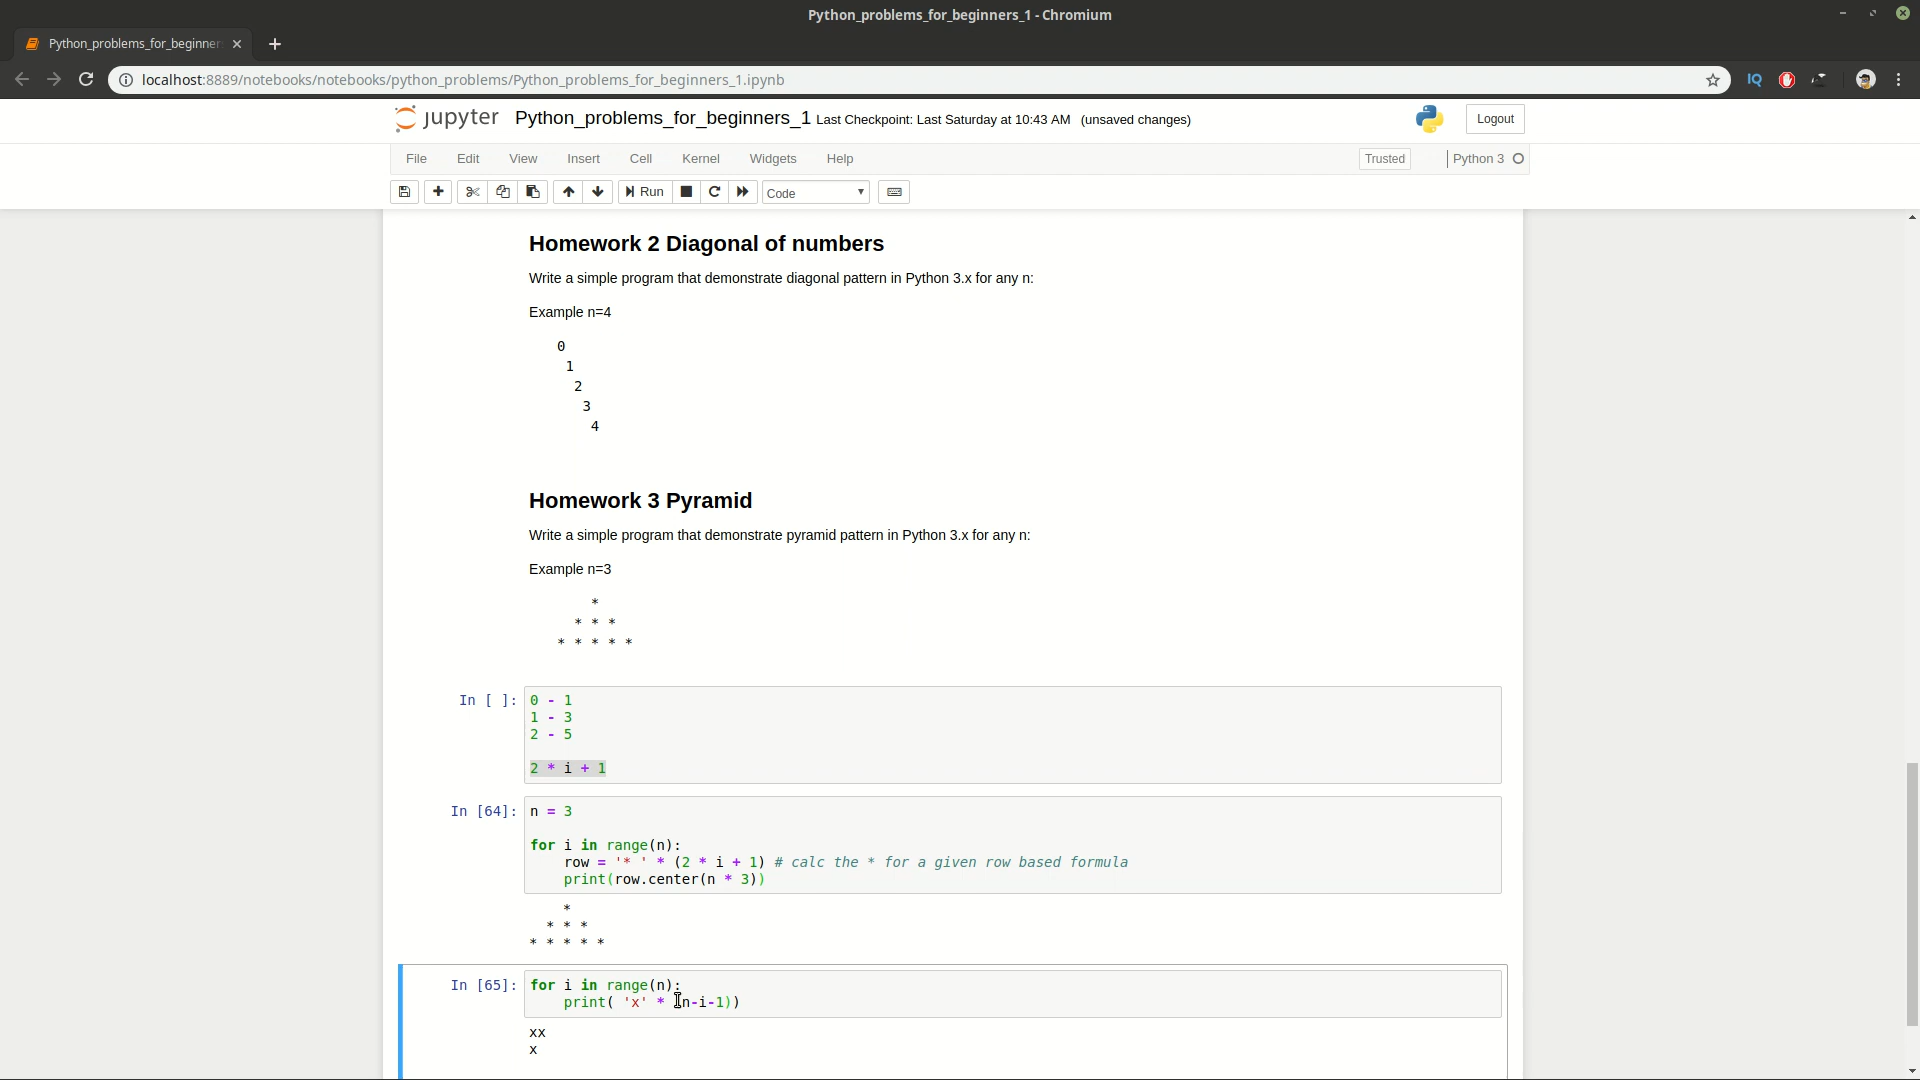 Python_problems_for_beginners_1 - Chromium
Python_problems_for_beginner
localhost:8889/notebooks/notebooks/python_problems/Python_problems_for_beginners_1.ipynb
IQ
jupyter Python_problems_for_beginners_1 Last Checkpoint: Last Saturday at 10:43 AM (unsaved changes)
Logout
File Edit View Insert Cell Kernel Widgets Help
Trusted
Python 3
Run
Code
Homework 2 Diagonal of numbers
Write a simple program that demonstrate diagonal pattern in Python 3.x for any n:
Example n=4
0
1
2
3
4
Homework 3 Pyramid
Write a simple program that demonstrate pyramid pattern in Python 3.x for any n:
Example n=3
*
* * *
* * * * *
In [ ]:
0 - 1
1 - 3
2 - 5
2 * i + 1
In [64]:
n = 3
for i in range(n):
row = '* ' * (2 * i + 1) # calc the * for a given row based formula
print(row.center(n * 3))
*
* * *
* * * * *
In [65]:
for i in range(n):
print( 'x' * (n-i-1))
xx
x